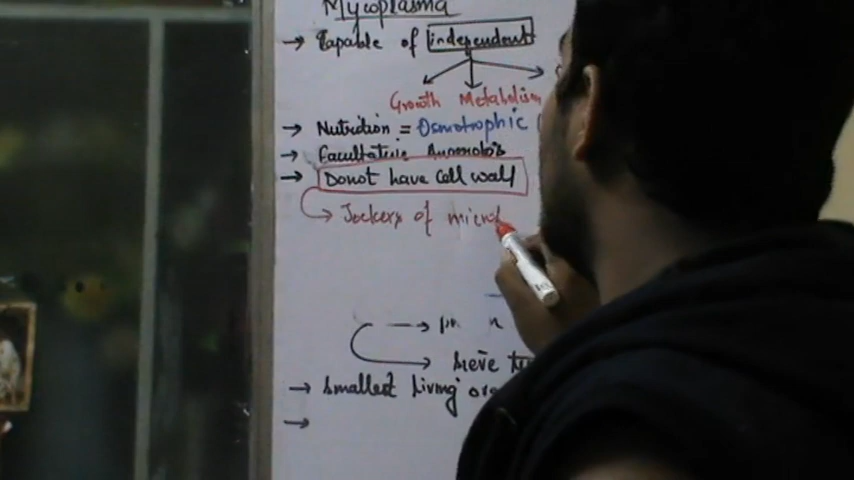 Mycoplasma
→ Capable of independent
Growth Metabolism
→ Nutrition = Osmotrophic (
→ Facultative
→ Donot have cell wall
→ Jockers of micro
→ sieve
→ Smallest living
→